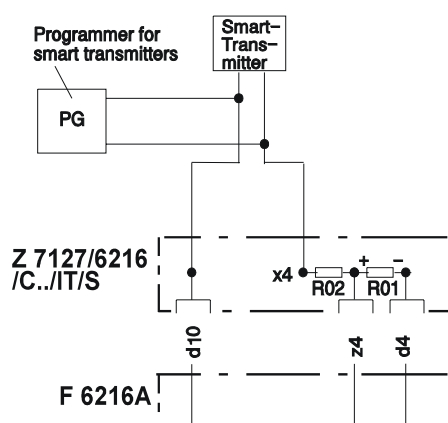 Programmer for
smart transmitters
Smart-
Trans-
mitter
PG
Z 7127/6216
/C../IT/S
x4
R02
+
R01
-
d10
z4
d4
F 6216A